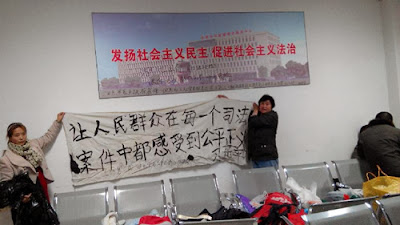 发扬社会主义民主 促进社会主义法治
让人民群众在每一个司法
案件中都感受到公平正义